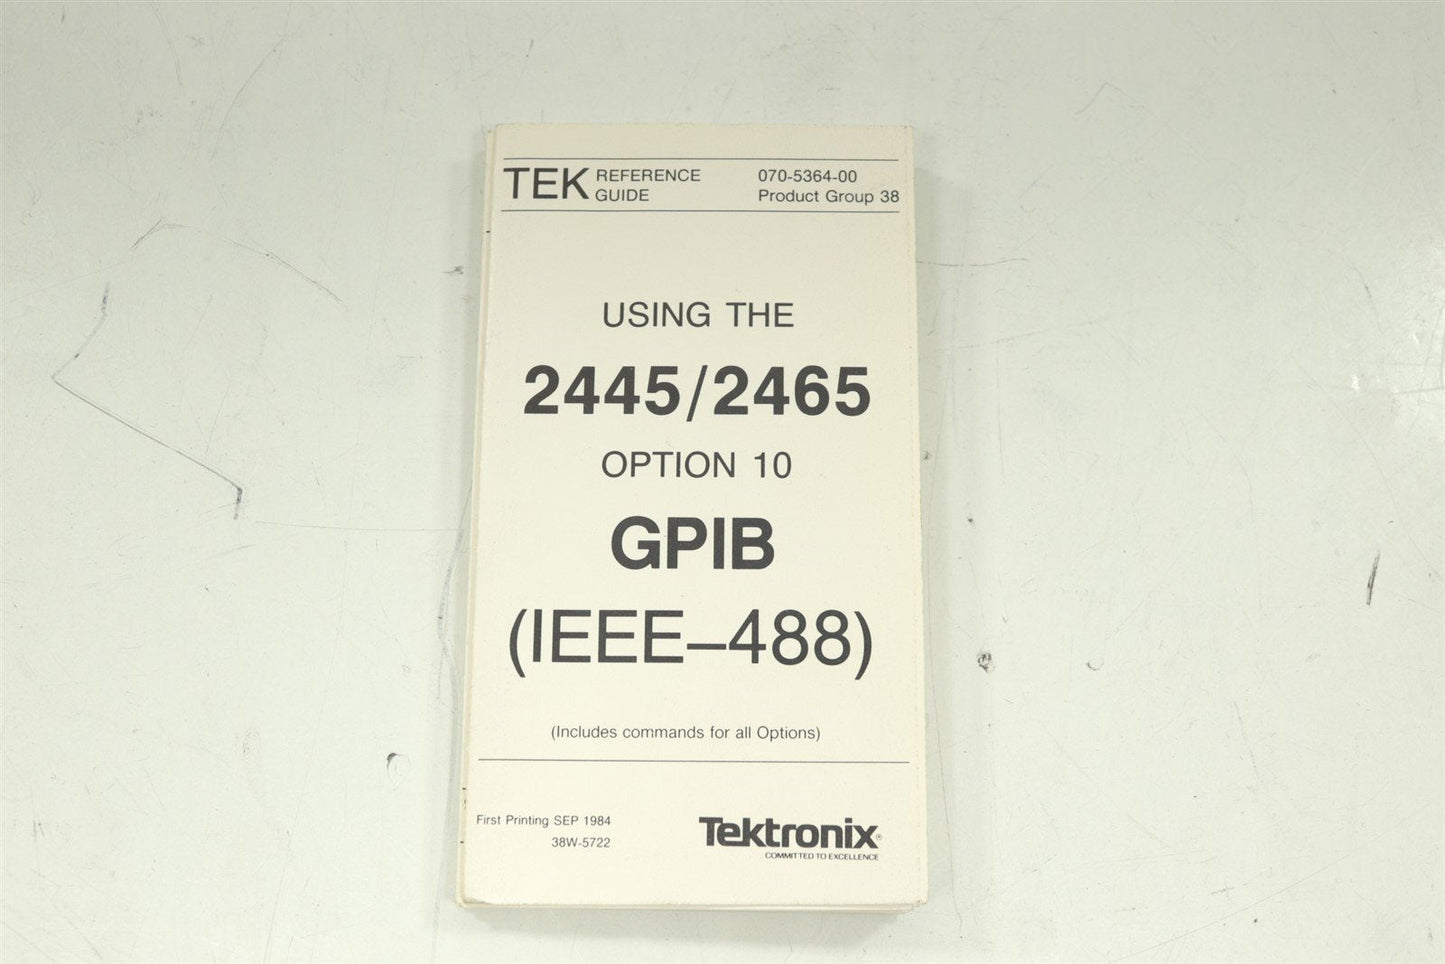 TEK REFERENCE GUIDE
070-5364-00
Product Group 38
USING THE
2445/2465
OPTION 10
GPIB
(IEEE–488)
(Includes commands for all Options)
First Printing SEP 1984
38W-5722
Tektronix®
COMMITTED TO EXCELLENCE